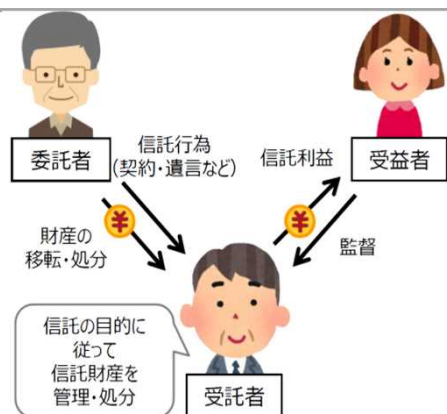 委託者
信託行為
(契約・遺言など)
信託利益
受益者
¥
¥
財産の
移転・処分
監督
信託の目的に
従って
信託財産を
管理・処分
受託者